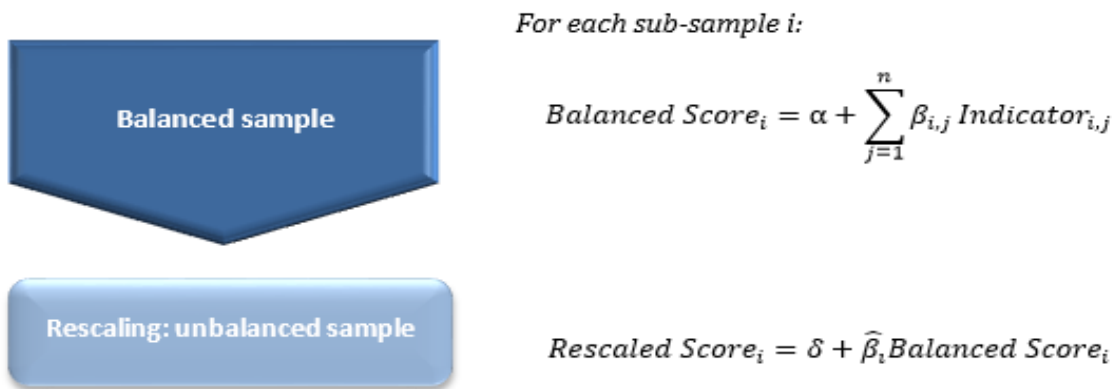 For each sub-sample i:
Balanced sample
Balanced Score_i = α + ∑_{j=1}^{n} β_{i,j} Indicator_{i,j}
Rescaling: unbalanced sample
Rescaled Score_i = δ + β̂_i Balanced Score_i